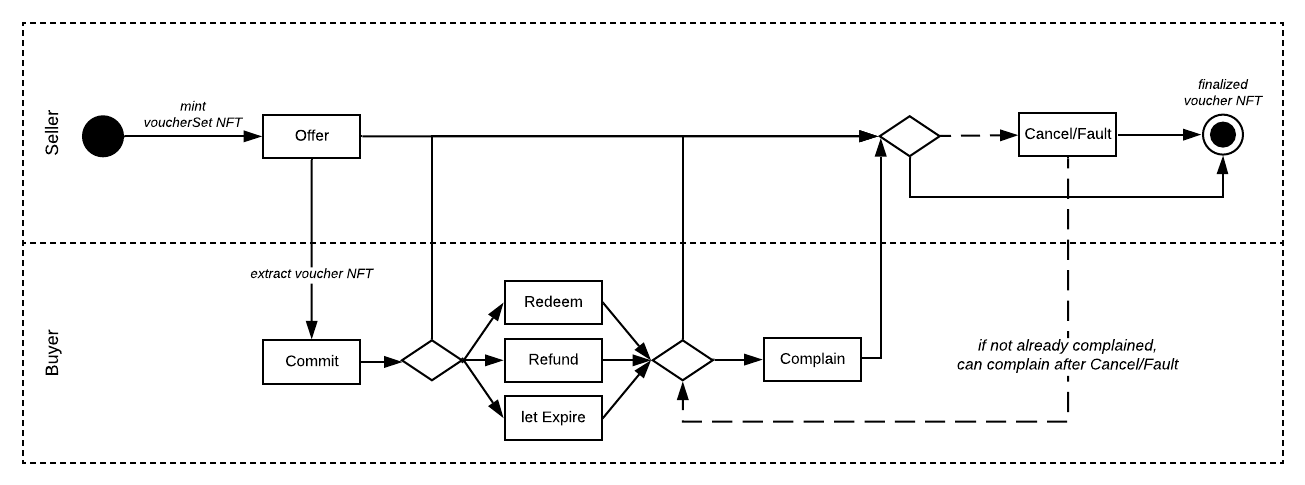 Seller
mint
voucherSet NFT
Offer
Cancel/Fault
finalized
voucher NFT
extract voucher NFT
Buyer
Commit
Redeem
Refund
let Expire
Complain
if not already complained,
can complain after Cancel/Fault